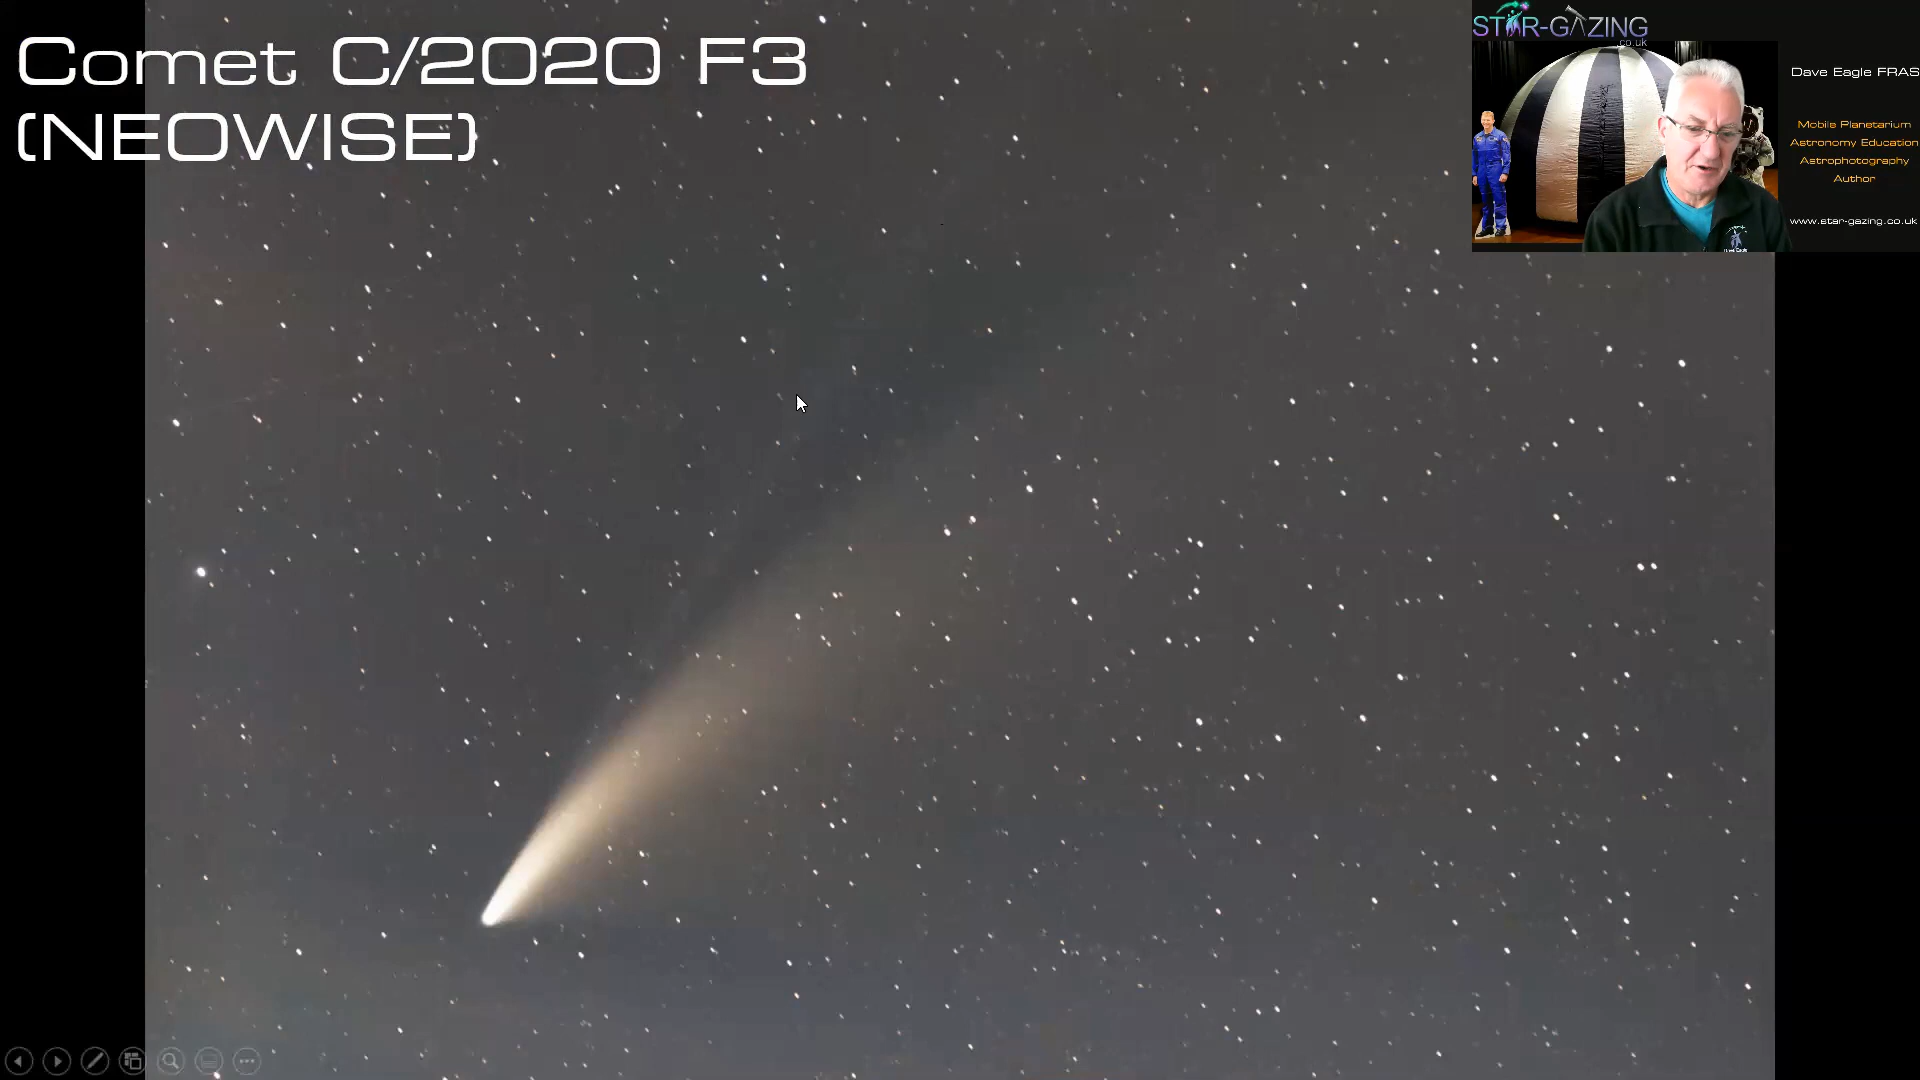 Comet C/2020 F3
(NEOWISE)
STAR-GAZING
.co.uk
Dave Eagle FRAS
Mobile Planetarium
Astronomy Education
Astrophotography
Author
www.star-gazing.co.uk